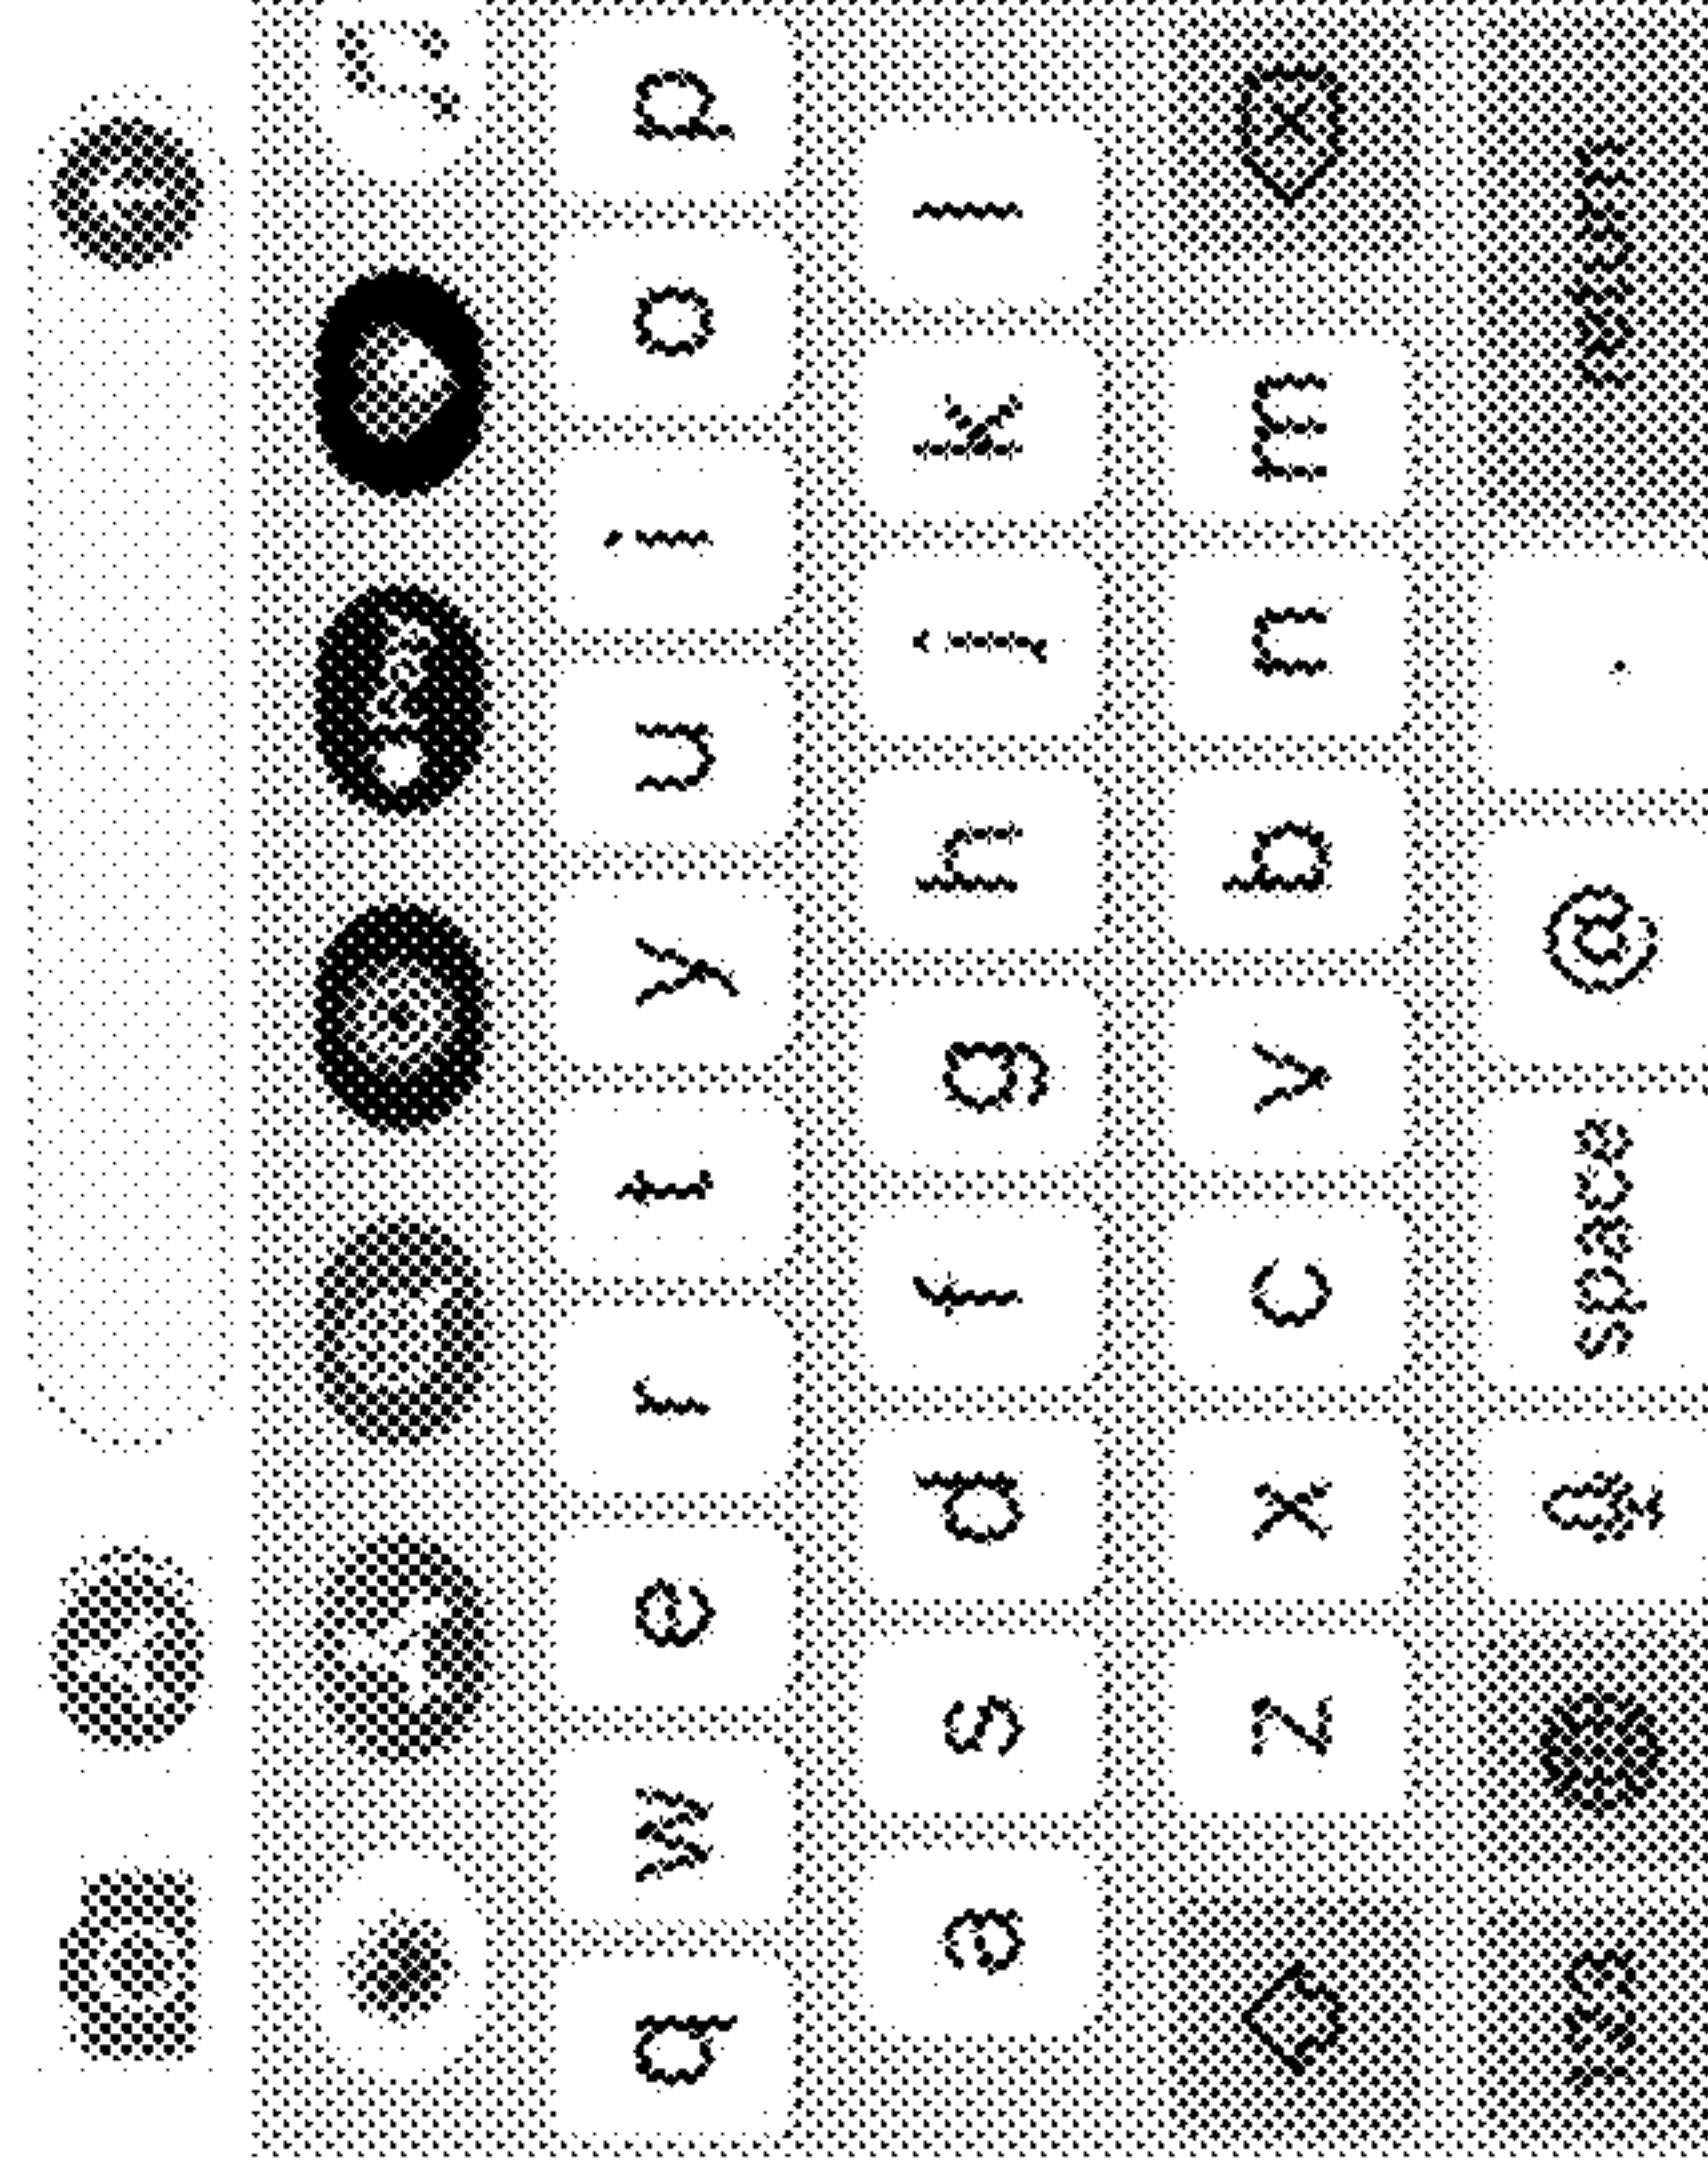 q w e r t y u i o p
a s d f g h j k l
z x c v b n m
123 space @ . return